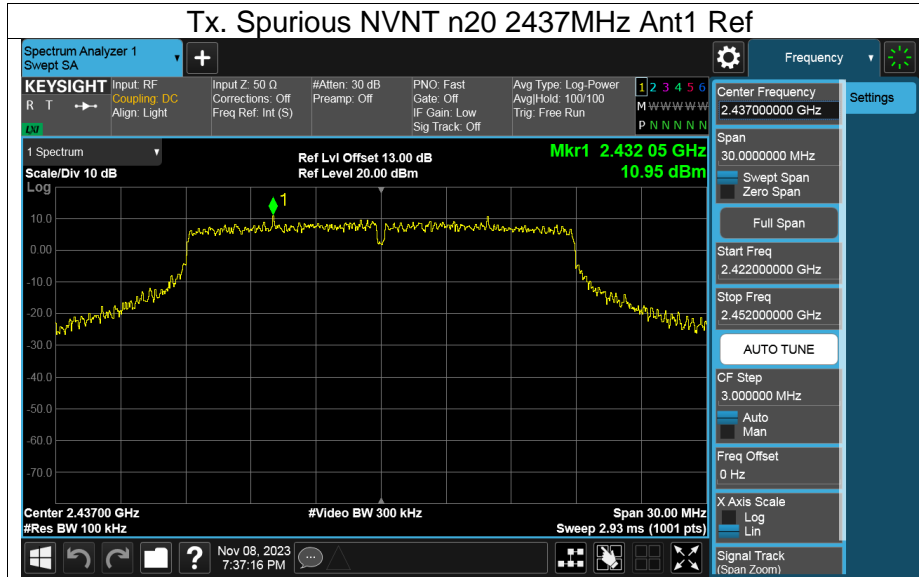 Tx. Spurious NVNT n20 2437MHz Ant1 Ref
Spectrum Analyzer 1
Swept SA
+
Frequency
KEYSIGHT
R T
LXI
Input: RF
Coupling: DC
Align: Light
Input Z: 50 Ω
Corrections: Off
Freq Ref: Int (S)
#Atten: 30 dB
Preamp: Off
PNO: Fast
Gate: Off
IF Gain: Low
Sig Track: Off
Avg Type: Log-Power
Avg|Hold: 100/100
Trig: Free Run
1 2 3 4 5 6
M W W W W W
P N N N N N
1 Spectrum
Scale/Div 10 dB
Log
Ref Lvl Offset 13.00 dB
Ref Level 20.00 dBm
Mkr1 2.432 05 GHz
10.95 dBm
1
10.0
0.00
-10.0
-20.0
-30.0
-40.0
-50.0
-60.0
-70.0
Center 2.43700 GHz
#Res BW 100 kHz
#Video BW 300 kHz
Span 30.00 MHz
Sweep 2.93 ms (1001 pts)
Center Frequency
2.437000000 GHz
Settings
Span
30.0000000 MHz
Swept Span
Zero Span
Full Span
Start Freq
2.422000000 GHz
Stop Freq
2.452000000 GHz
AUTO TUNE
CF Step
3.000000 MHz
Auto
Man
Freq Offset
0 Hz
X Axis Scale
Log
Lin
Signal Track
(Span Zoom)
?
Nov 08, 2023
7:37:16 PM